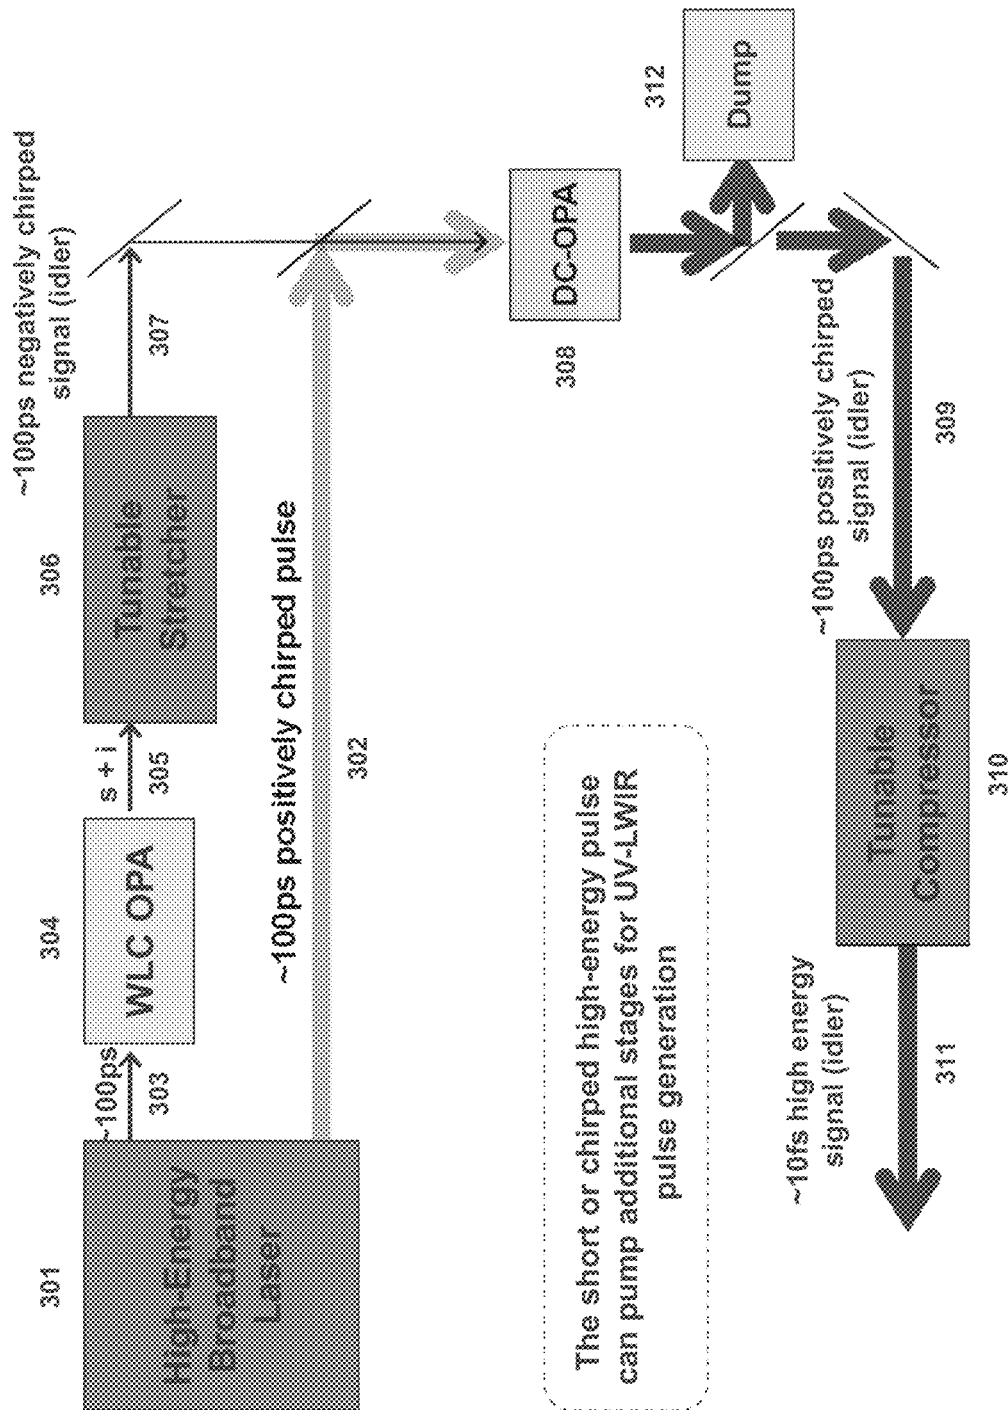 301
High-Energy
Broadband
Laser
~100ps
303
304
WLC OPA
s + i
305
306
Tunable
Stretcher
~100ps negatively chirped
signal (idler)
307
~100ps positively chirped pulse
302
DC-OPA
308
312
Dump
~100ps positively chirped
signal (idler)
309
Tunable
Compressor
310
~10fs high energy
signal (idler)
311
The short or chirped high-energy pulse
can pump additional stages for UV-LWIR
pulse generation